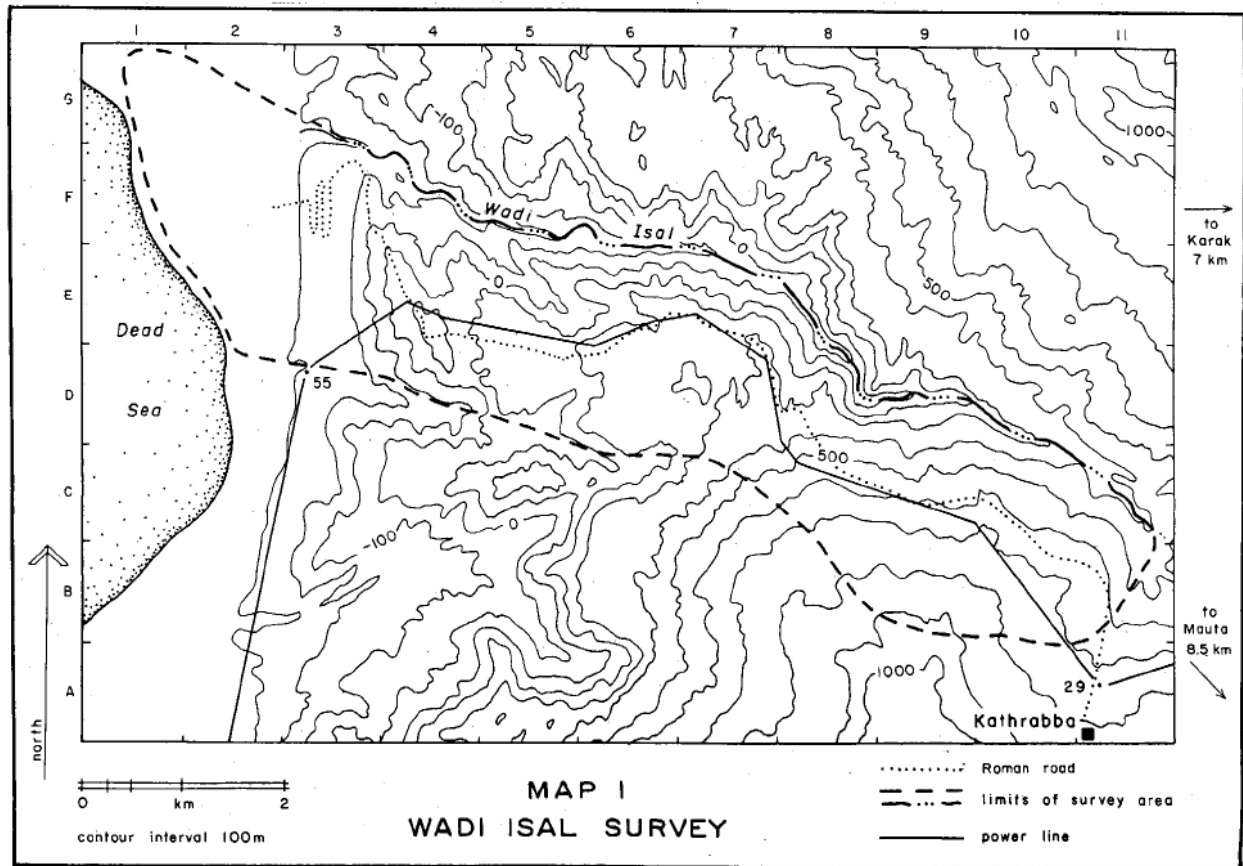 1 2 3 4 5 6 7 8 9 10 11
G
F
E
D
C
B
A
-100
1000
Wadi Isal
0
to
Karak
7 km
500
0
Dead
Sea
55
500
0
-100
to
Mauta
8.5 km
1000
29
Kathrabba
north
0 km 2
contour interval 100m
MAP I
WADI ISAL SURVEY
Roman road
limits of survey area
power line